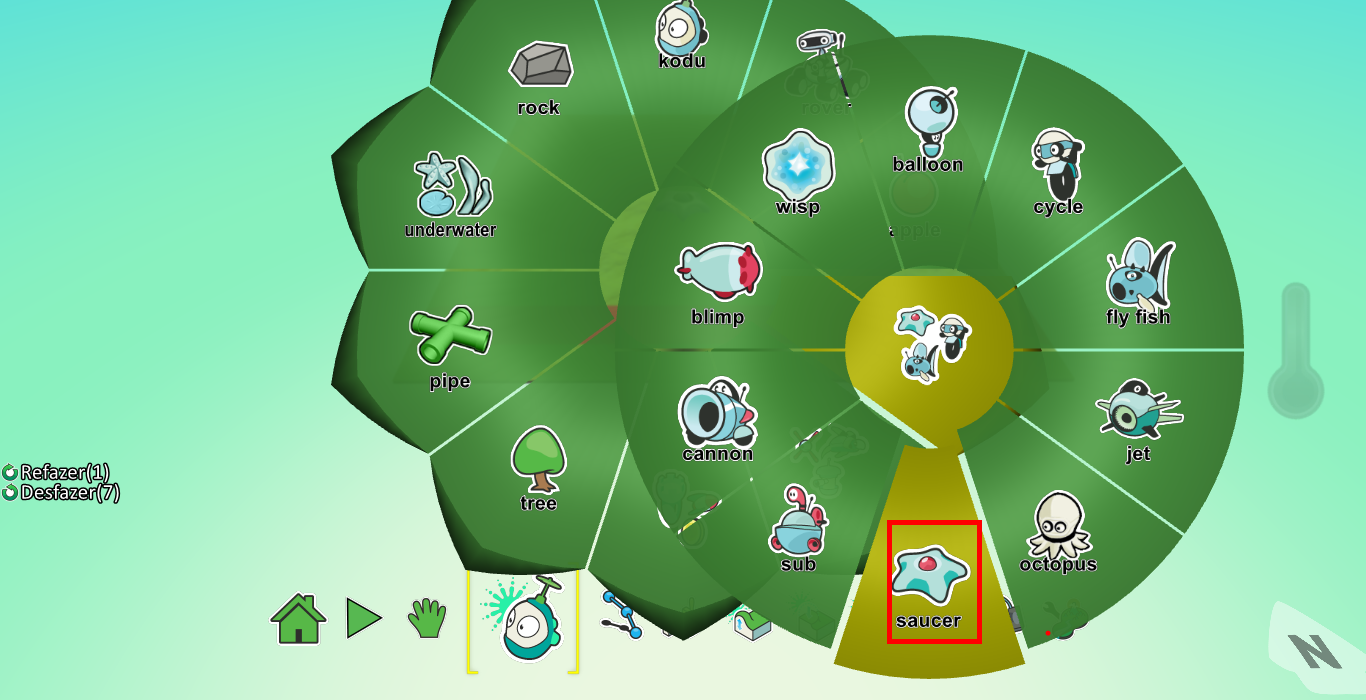 kodu
rock
rover
balloon
wisp
cycle
underwater
apple
blimp
fly fish
pipe
cannon
jet
Refazer(1)
Desfazer(7)
tree
sub
octopus
saucer
N